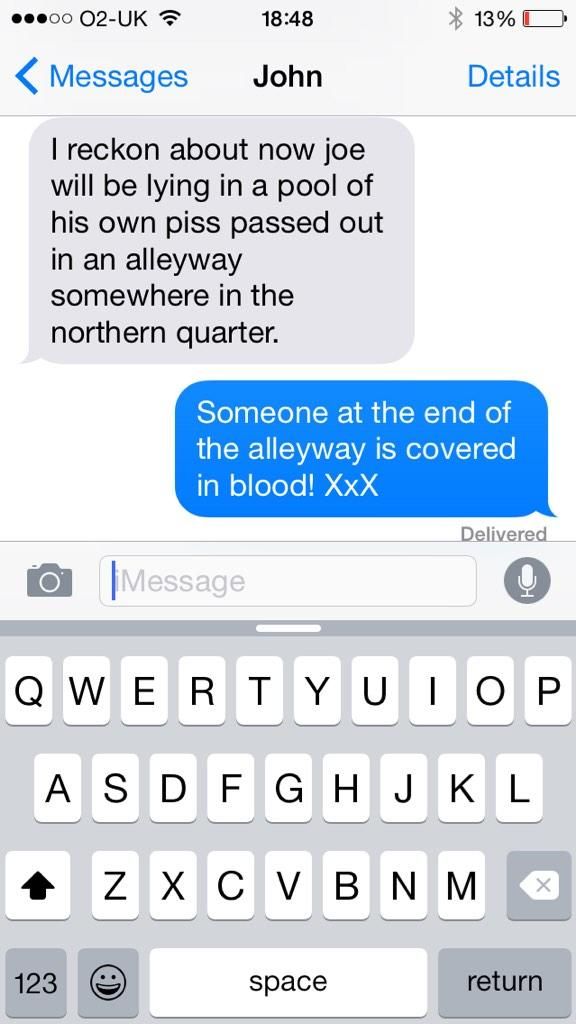 O2-UK 18:48 13%
Messages John Details
I reckon about now joe
will be lying in a pool of
his own piss passed out
in an alleyway
somewhere in the
northern quarter.
Someone at the end of
the alleyway is covered
in blood! XxX
Delivered
iMessage
Q W E R T Y U I O P
A S D F G H J K L
Z X C V B N M
123 space return